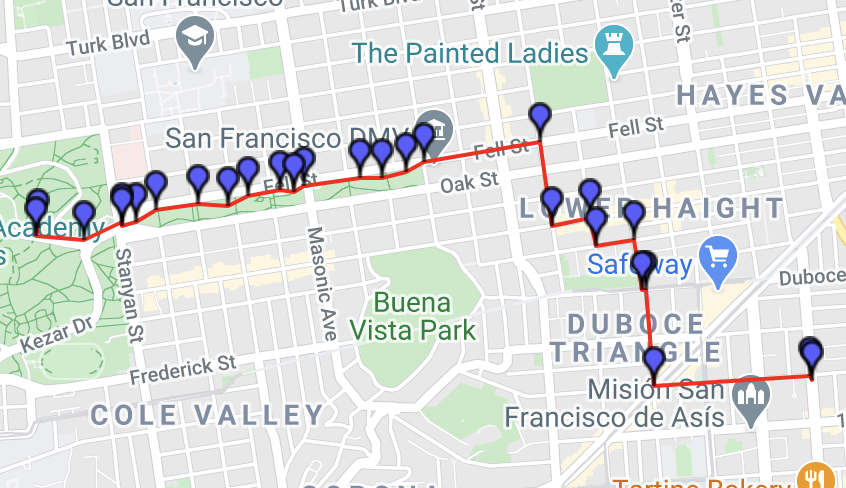 San Francisco
Turk Blvd
Turk Blvd
The Painted Ladies
HAYES VA
San Francisco DMV
Fell St
Fell St
Fell St
Oak St
LOWER HAIGHT
Academy
s
Stanyan St
Masonic Ave
Safeway
Duboce
Buena
Vista Park
DUBOCE
TRIANGLE
Kezar Dr
Frederick St
Misión San
Francisco de Asís
COLE VALLEY
1
Tartine Bakery